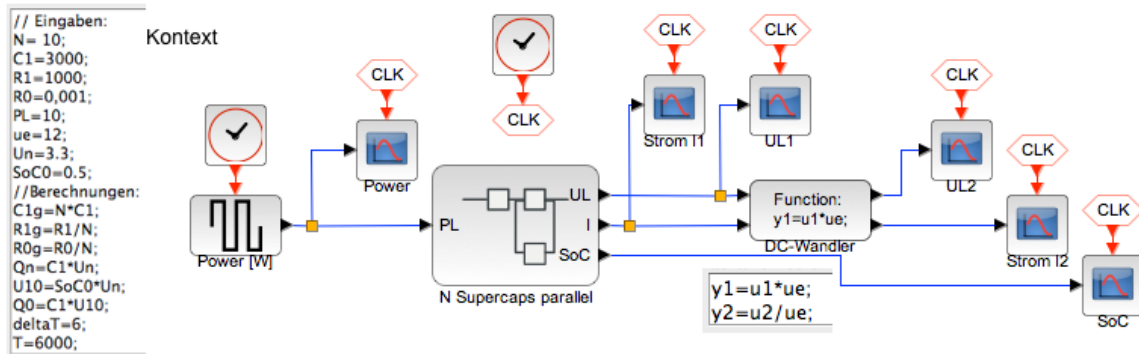 // Eingaben:
N= 10;
C1=3000;
R1=1000;
R0=0,001;
PL=10;
ue=12;
Un=3.3;
SoC0=0.5;
//Berechnungen:
C1g=N*C1;
R1g=R1/N;
R0g=R0/N;
Qn=C1*Un;
U10=SoC0*Un;
Q0=C1*U10;
deltaT=6;
T=6000;
Kontext
CLK
Power
Power [W]
CLK
PL
UL
I
SoC
N Supercaps parallel
CLK
Strom I1
CLK
UL1
Function:
y1=u1*ue;
DC-Wandler
y1=u1*ue;
y2=u2/ue;
CLK
UL2
CLK
Strom I2
CLK
SoC